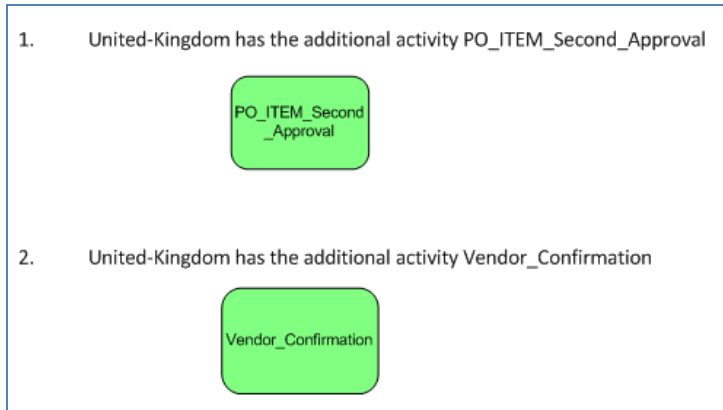 1. United-Kingdom has the additional activity PO_ITEM_Second_Approval
PO_ITEM_Second
_Approval
2. United-Kingdom has the additional activity Vendor_Confirmation
Vendor_Confirmation